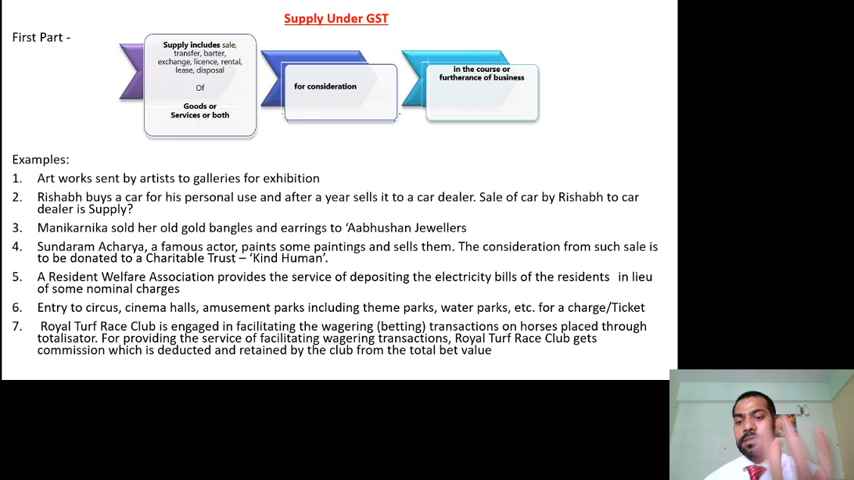 Supply Under GST
First Part -
Supply includes sale,
transfer, barter,
exchange, licence, rental,
lease, disposal
Of
Goods or
Services or both
for consideration
in the course or
furtherance of business
Examples:
1. Art works sent by artists to galleries for exhibition
2. Rishabh buys a car for his personal use and after a year sells it to a car dealer. Sale of car by Rishabh to car
dealer is Supply?
3. Manikarnika sold her old gold bangles and earrings to ‘Aabhushan Jewellers
4. Sundaram Acharya, a famous actor, paints some paintings and sells them. The consideration from such sale is
to be donated to a Charitable Trust – ‘Kind Human’.
5. A Resident Welfare Association provides the service of depositing the electricity bills of the residents in lieu
of some nominal charges
6. Entry to circus, cinema halls, amusement parks including theme parks, water parks, etc. for a charge/Ticket
7. Royal Turf Race Club is engaged in facilitating the wagering (betting) transactions on horses placed through
totalisator. For providing the service of facilitating wagering transactions, Royal Turf Race Club gets
commission which is deducted and retained by the club from the total bet value